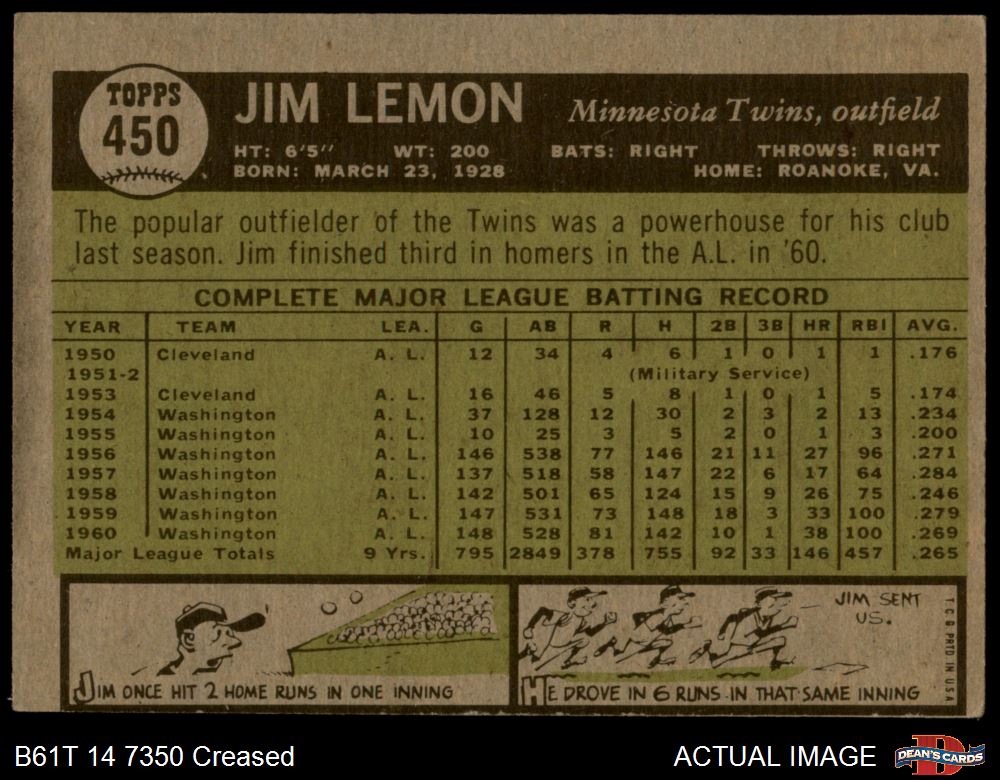 TOPPS
450
JIM LEMON
Minnesota Twins, outfield
HT: 6'5" WT: 200 BATS: RIGHT THROWS: RIGHT
BORN: MARCH 23, 1928 HOME: ROANOKE, VA.
The popular outfielder of the Twins was a powerhouse for his club
last season. Jim finished third in homers in the A.L. in '60.
COMPLETE MAJOR LEAGUE BATTING RECORD
YEAR TEAM LEA. G AB R H 2B 3B HR RBI AVG.
1950 Cleveland A. L. 12 34 4 6 1 0 1 1 .176
1951-2 (Military Service)
1953 Cleveland A. L. 16 46 5 8 1 0 1 5 .174
1954 Washington A. L. 37 128 12 30 2 3 2 13 .234
1955 Washington A. L. 10 25 3 5 2 0 1 3 .200
1956 Washington A. L. 146 538 77 146 21 11 27 96 .271
1957 Washington A. L. 137 518 58 147 22 6 17 64 .284
1958 Washington A. L. 142 501 65 124 15 9 26 75 .246
1959 Washington A. L. 147 531 73 148 18 3 33 100 .279
1960 Washington A. L. 148 528 81 142 10 1 38 100 .269
Major League Totals 9 Yrs. 795 2849 378 755 92 33 146 457 .265
JIM ONCE HIT 2 HOME RUNS IN ONE INNING
JIM SENT
US.
HE DROVE IN 6 RUNS IN THAT SAME INNING
T.C.G. PRTD. IN U.S.A.
B61T 14 7350 Creased
ACTUAL IMAGE
DEAN'S CARDS